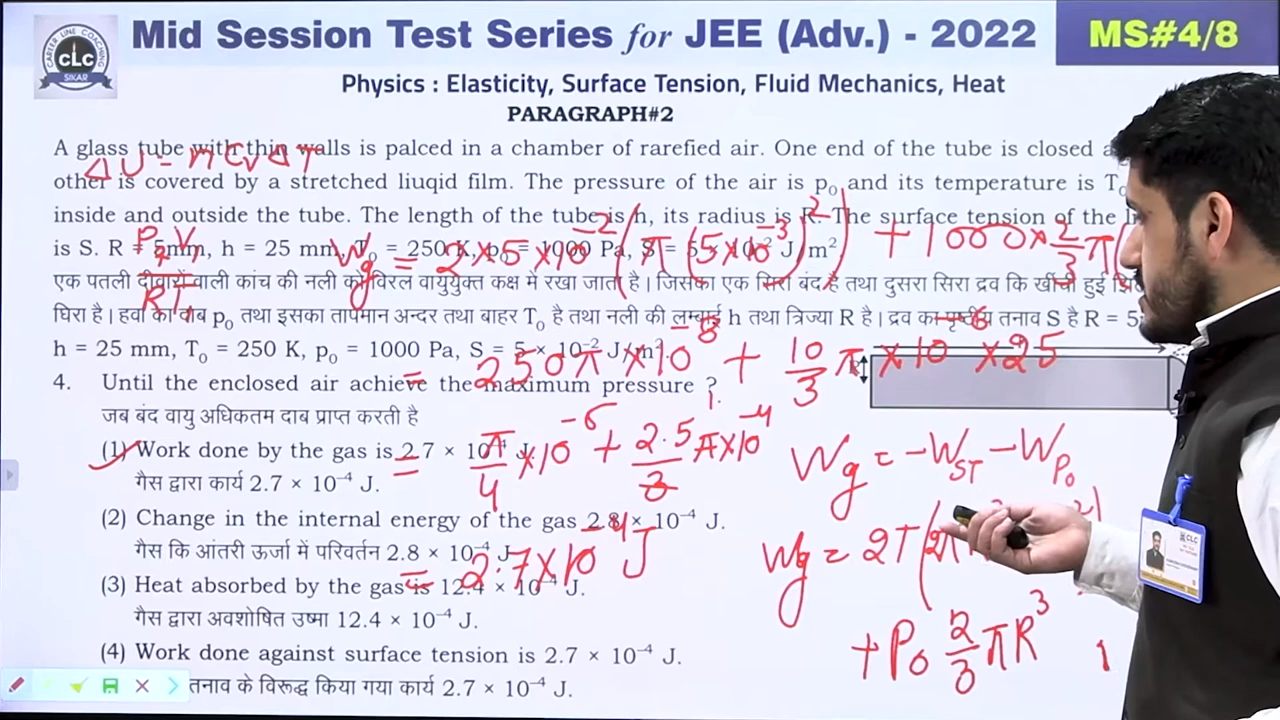 CAREER LINE COACHING
CLC
SIKAR
Mid Session Test Series for JEE (Adv.) - 2022
MS#4/8
Physics : Elasticity, Surface Tension, Fluid Mechanics, Heat
PARAGRAPH#2
A glass tube with thin walls is palced in a chamber of rarefied air. One end of the tube is closed
other is covered by a stretched liuqid film. The pressure of the air is p₀ and its temperature is T₀
inside and outside the tube. The length of the tube is h, its radius is R. The surface tension of the
is S. R = 5mm, h = 25 mm, T₀ = 250 K, p₀ = 1000 Pa, S = 5 × 10⁻² J/m²
एक पतली दीवारों वाली कांच की नली को विरल वायुयुक्त कक्ष में रखा जाता है। जिसका एक सिरा बंद है तथा दुसरा सिरा द्रव कि खींची हुई
घिरा है। हवा का दाब p₀ तथा इसका तापमान अन्दर तथा बाहर T₀ है तथा नली की लम्बाई h तथा त्रिज्या R है। द्रव का पृष्ठीय तनाव S है R = 5
h = 25 mm, T₀ = 250 K, p₀ = 1000 Pa, S = 5 × 10⁻² J/m².
ΔU = nCvΔT
Wg = 2×5×10⁻² (π(5×10⁻³)²) + 1000×2/3π(
RT₁
= 250π×10⁻⁸ + 10/3 π×10⁻⁶ ×25
4. Until the enclosed air achieve the maximum pressure ?
जब बंद वायु अधिकतम दाब प्राप्त करती है
(1) Work done by the gas is 2.7 × 10⁻⁴ J.
गैस द्वारा कार्य 2.7 × 10⁻⁴ J.
= π/4 ×10⁻⁶ + 2.5/3 π×10⁻⁴
Wg = -W_ST - W_P₀
(2) Change in the internal energy of the gas 2.8 × 10⁻⁴ J.
गैस कि आंतरी ऊर्जा में परिवर्तन 2.8 × 10⁻⁴ J
= 2.7×10⁻⁴ J
Wg = 2T(2π
(3) Heat absorbed by the gas is 12.4 × 10⁻⁴ J.
गैस द्वारा अवशोषित उष्मा 12.4 × 10⁻⁴ J.
+P₀ 2/3 πR³
(4) Work done against surface tension is 2.7 × 10⁻⁴ J.
तनाव के विरूद्ध किया गया कार्य 2.7 × 10⁻⁴ J.
CLC